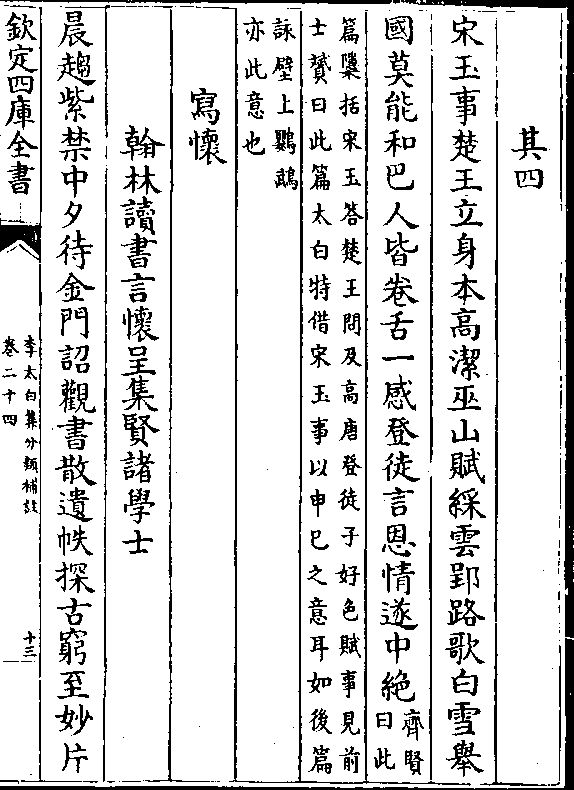 其四
宋玉事楚王立身本高潔巫山賦綵雲郢路歌白雪舉
國莫能和巴人皆卷舌一感登徒言恩情遂中絶齊賢
曰此
篇檃括宋玉答楚王問及高唐登徒子好色賦事見前
士贇曰此篇太白特借宋玉事以申已之意耳如後篇
詠壁上鸚鵡
亦此意也
寫懷
翰林讀書言懷呈集賢諸學士
晨趨紫禁中夕待金門詔觀書散遺帙探古窮至妙片
欽定四庫全書
李太白集分類補註
卷二十四
十三